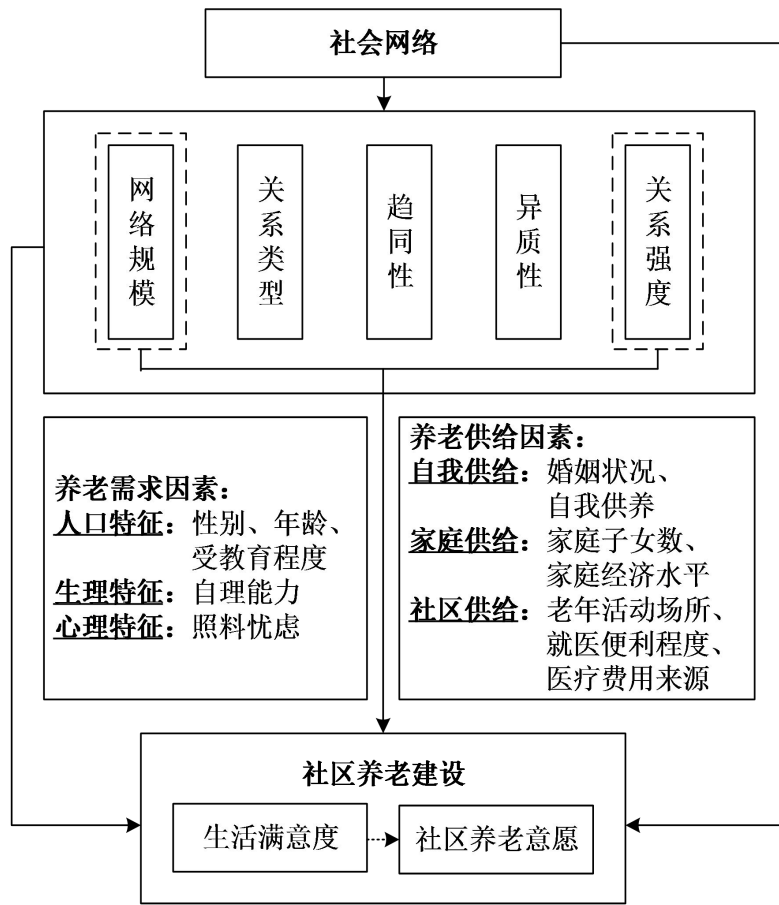 社会网络
网络规模
关系类型
趋同性
异质性
关系强度
养老需求因素：
人口特征：性别、年龄、
受教育程度
生理特征：自理能力
心理特征：照料忧虑
养老供给因素：
自我供给：婚姻状况、
自我供养
家庭供给：家庭子女数、
家庭经济水平
社区供给：老年活动场所、
就医便利程度、
医疗费用来源
社区养老建设
生活满意度
社区养老意愿